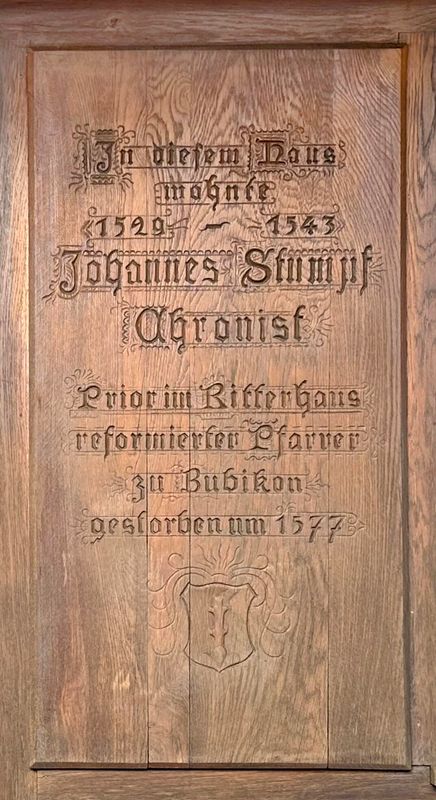 In diesem Haus
wohnte
1529 – 1543
Johannes Stumpf
Chronist
Prior im Ritterhaus
reformierter Pfarrer
zu Bubikon
gestorben um 1577